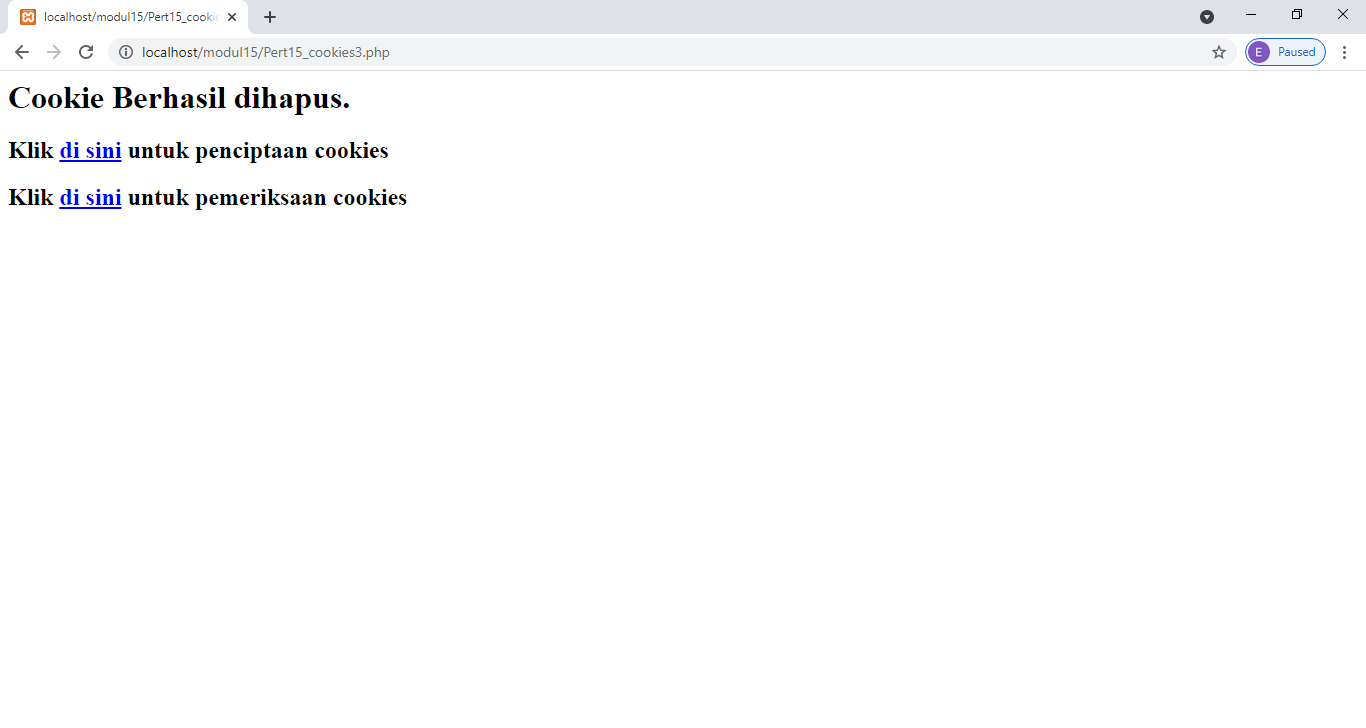 localhost/modul15/Pert15_cookie
localhost/modul15/Pert15_cookies3.php
E Paused
Cookie Berhasil dihapus.
Klik di sini untuk penciptaan cookies
Klik di sini untuk pemeriksaan cookies